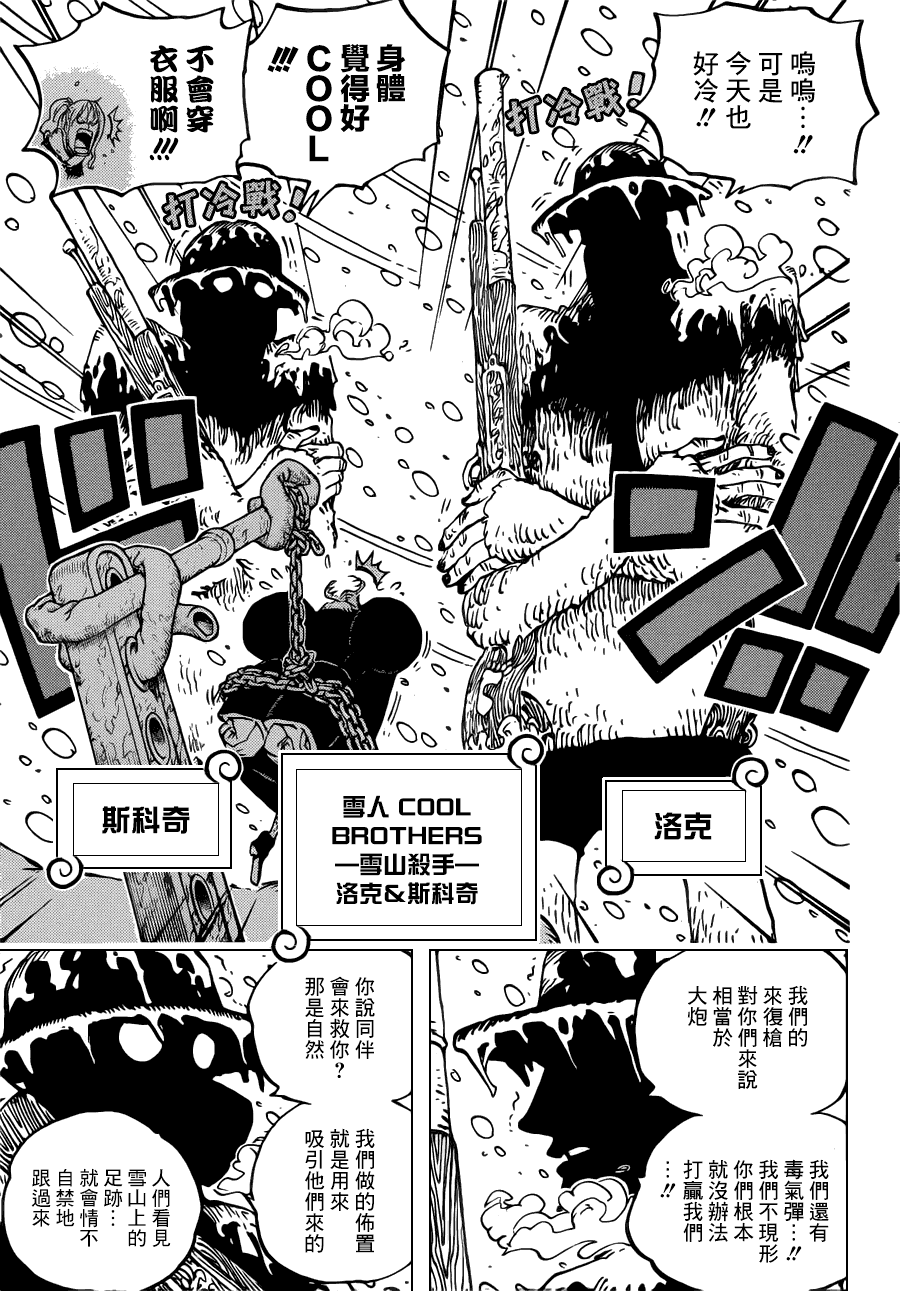 嗚嗚…!!
可是
今天也
好冷!!
打冷戰!
身體
覺得好
COOL
!!!
不會穿
衣服啊!!!
打冷戰!
洛克
雪人 COOL
BROTHERS
—雪山殺手—
洛克&斯科奇
斯科奇
我們的
來復槍
對你們來說
相當於
大炮
我們還有
毒氣彈…!!
我們不現形
你們根本
就沒辦法
打贏我們
…!!
你說同伴
會來救你?
那是自然
我們做的佈置
就是用來
吸引他們來的
人們看見
雪山上的
足跡…
就會情不
自禁地
跟過來